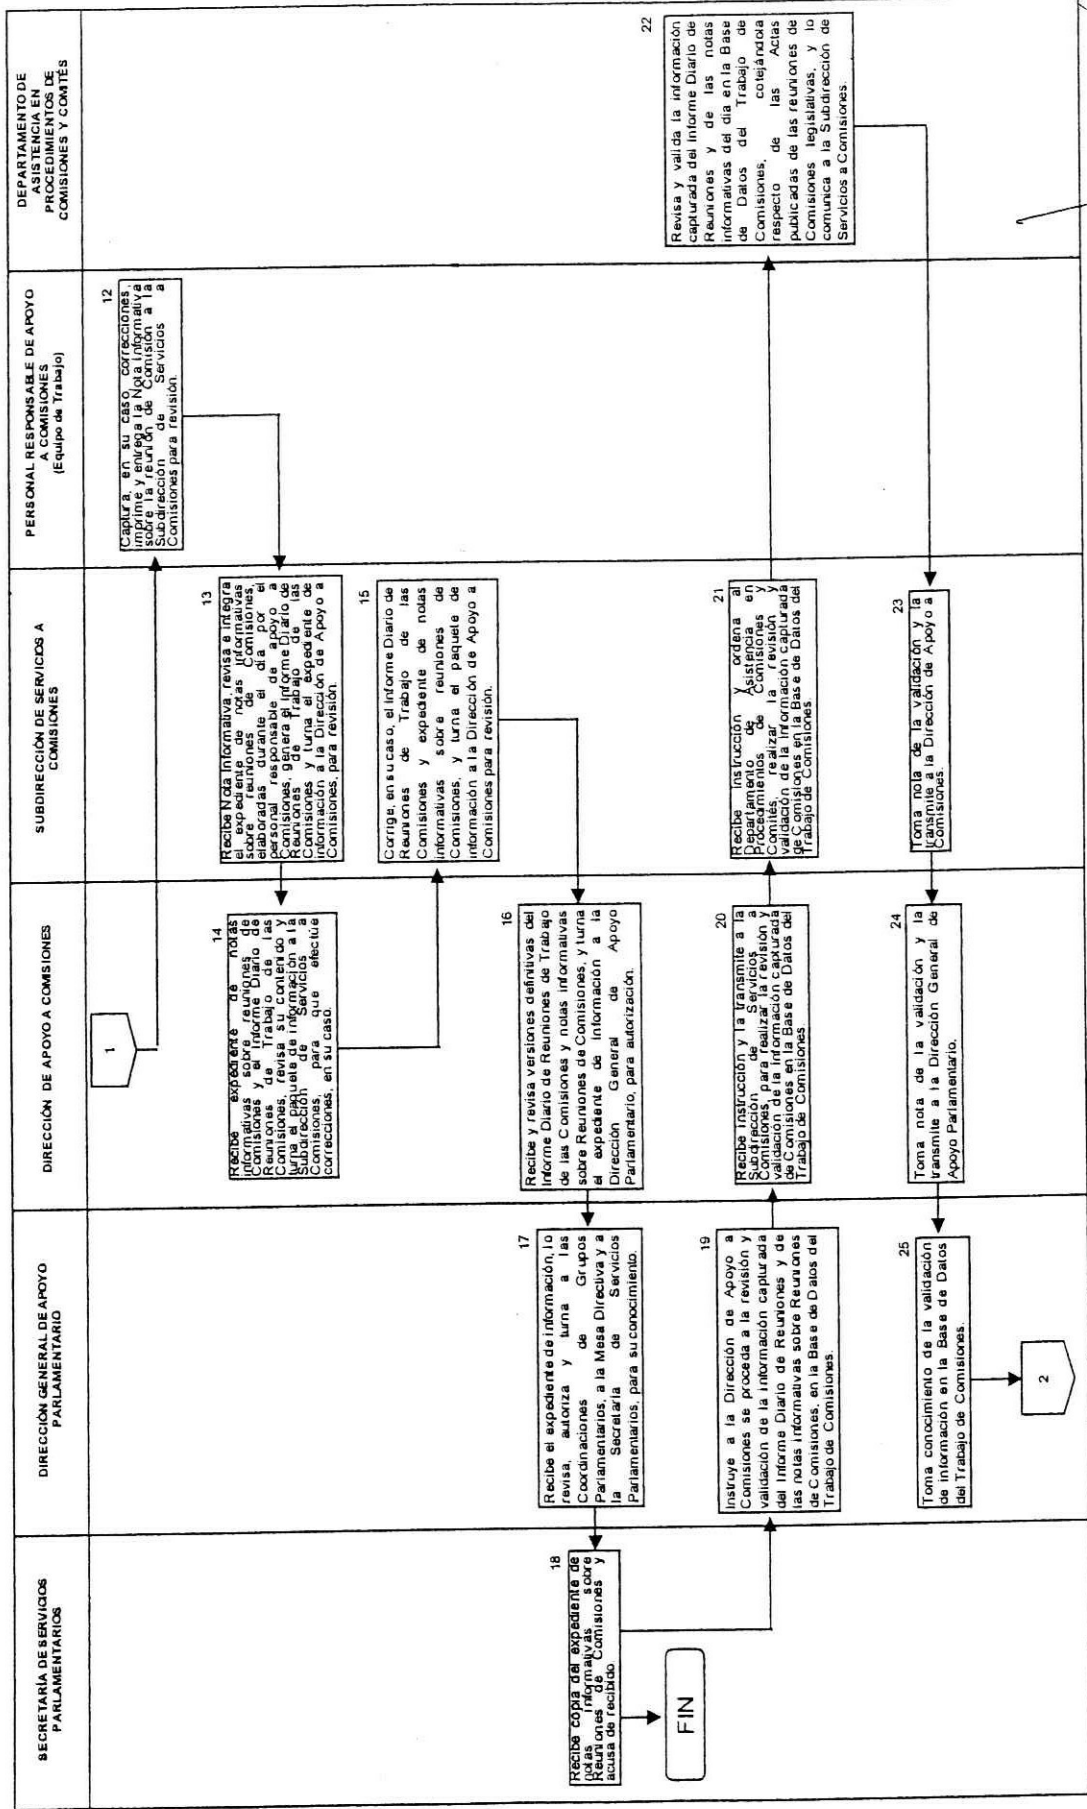 SECRETARÍA DE SERVICIOS
PARLAMENTARIOS
DIRECCIÓN GENERAL DE APOYO
PARLAMENTARIO
DIRECCIÓN DE APOYO A COMISIONES
SUBDIRECCIÓN DE SERVICIOS A
COMISIONES
PERSONAL RESPONSABLE DE APOYO
A COMISIONES
(Equipo de Trabajo)
DEPARTAMENTO DE
ASISTENCIA EN
PROCEDIMIENTOS DE
COMISIONES Y COMITÉS
1
12
Captura, en su caso, correcciones,
imprime y entrega la Nota Informativa
sobre la reunión de Comisión a la
Subdirección de Servicios a
Comisiones para revisión.
13
Recibe Nota Informativa, revisa e integra
el expediente de notas informativas
sobre reuniones de Comisiones,
elaboradas durante el día por el
personal responsable de apoyo a
Comisiones, genera el Informe Diario de
Reuniones de Trabajo de las
Comisiones y turna el expediente de
información a la Dirección de Apoyo a
Comisiones, para revisión.
14
Recibe expediente de notas
informativas sobre reuniones de
Comisiones y el Informe Diario de
Reuniones de Trabajo de las
Comisiones, revisa su contenido y
turna el paquete de información a la
Subdirección de Servicios a
Comisiones, para que efectúe
correcciones, en su caso.
15
Corrige, en su caso, el Informe Diario de
Reuniones de Trabajo de las
Comisiones y expediente de notas
informativas sobre reuniones de
Comisiones, y turna el paquete de
información a la Dirección de Apoyo a
Comisiones para revisión.
16
Recibe y revisa versiones definitivas del
Informe Diario de Reuniones de Trabajo
de las Comisiones y notas informativas
sobre Reuniones de Comisiones, y turna
el expediente de Información a la
Dirección General de Apoyo
Parlamentario, para autorización.
17
Recibe el expediente de información, lo
revisa, autoriza y turna a las
Coordinaciones de Grupos
Parlamentarios, a la Mesa Directiva y a
la Secretaría de Servicios
Parlamentarios, para su conocimiento.
18
Recibe copia del expediente de
notas informativas sobre
Reuniones de Comisiones y
acusa de recibido.
FIN
19
Instruye a la Dirección de Apoyo a
Comisiones se proceda a la revisión y
validación de la información capturada
del Informe Diario de Reuniones y de
las notas informativas sobre Reuniones
de Comisiones, en la Base de Datos del
Trabajo de Comisiones.
20
Recibe Instrucción y la transmite a la
Subdirección de Servicios a
Comisiones, para realizar la revisión y
validación de la información capturada
de Comisiones en la Base de Datos del
Trabajo de Comisiones
21
Recibe Instrucción y ordena al
Departamento de Asistencia en
Procedimientos de Comisiones y
Comités, realizar la revisión y
validación de la información capturada
de Comisiones en la Base de Datos del
Trabajo de Comisiones.
22
Revisa y valida la información
capturada del Informe Diario de
Reuniones y de las notas
informativas del día en la Base
de Datos del Trabajo de
Comisiones, cotejándola
respecto de las Actas
publicadas de las reuniones de
Comisiones legislativas, y lo
comunica a la Subdirección de
Servicios a Comisiones.
23
Toma nota de la validación y la
transmite a la Dirección de Apoyo a
Comisiones.
24
Toma nota de la validación y la
transmite a la Dirección General de
Apoyo Parlamentario.
25
Toma conocimiento de la validación
de información en la Base de Datos
del Trabajo de Comisiones.
2